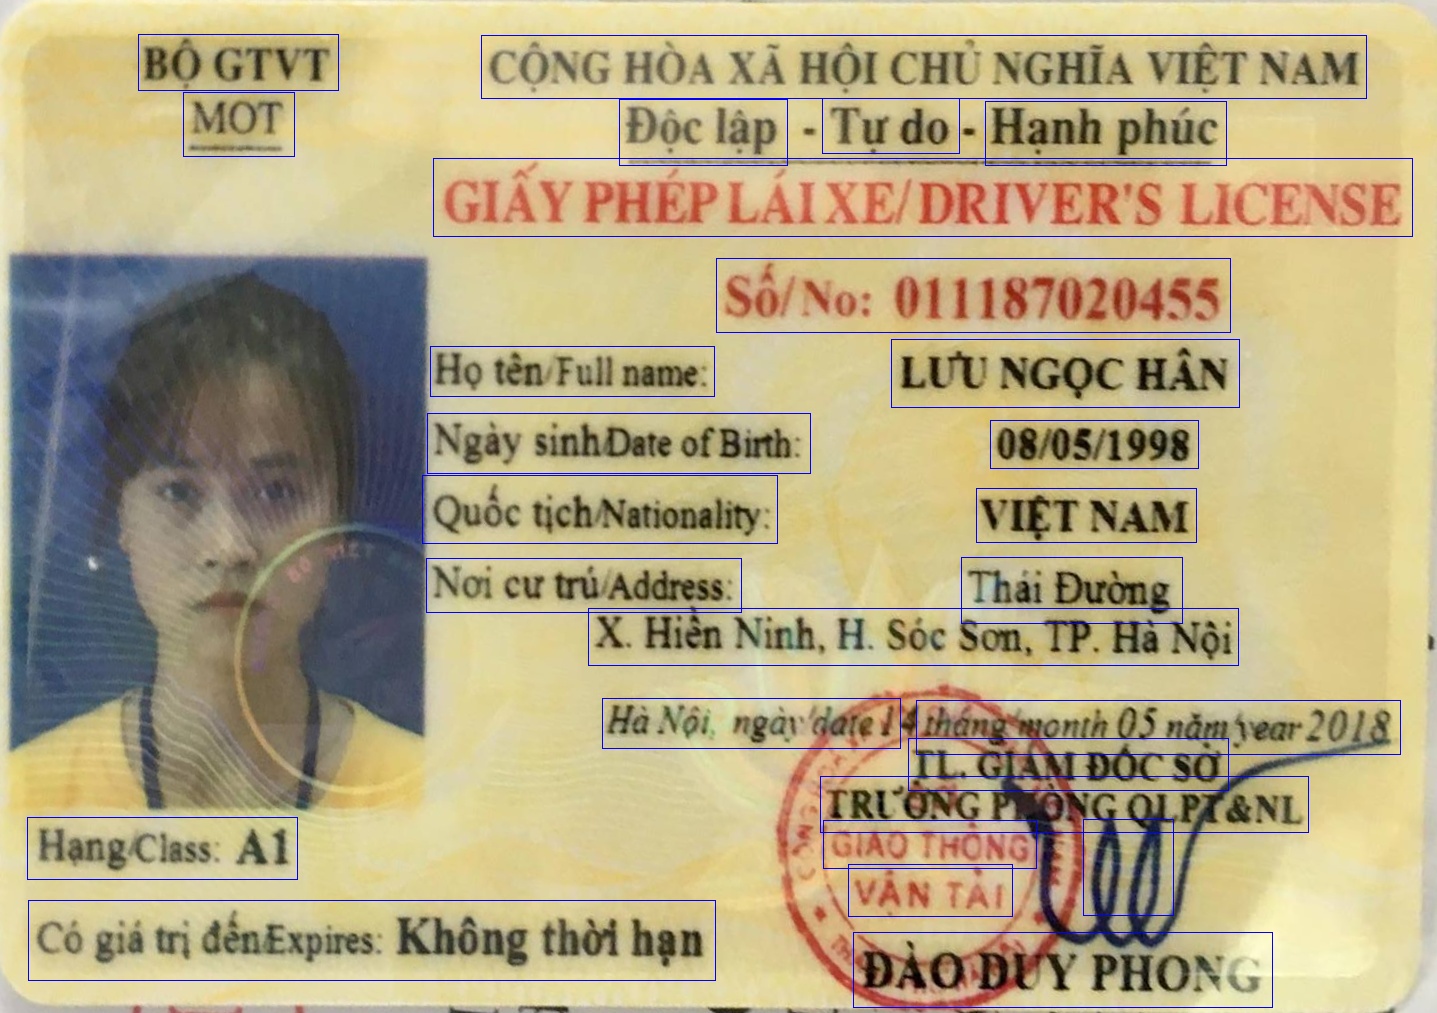 BỘ GTVT
MOT
CỘNG HÒA XÃ HỘI CHỦ NGHĨA VIỆT NAM
Độc lập - Tự do - Hạnh phúc
GIẤY PHÉP LÁI XE/ DRIVER'S LICENSE
Số/No: 011187020455
Họ tên/Full name: LƯU NGỌC HÂN
Ngày sinh/Date of Birth: 08/05/1998
Quốc tịch/Nationality: VIỆT NAM
Nơi cư trú/Address: Thái Đường
X. Hiền Ninh, H. Sóc Sơn, TP. Hà Nội
Hà Nội, ngày/date 14 tháng/month 05 năm/year 2018
TL. GIÁM ĐỐC SỞ
TRƯỞNG PHÒNG QLPT&NL
GIAO THÔNG
VẬN TẢI
ĐÀO DUY PHONG
Hạng/Class: A1
Có giá trị đến/Expires: Không thời hạn